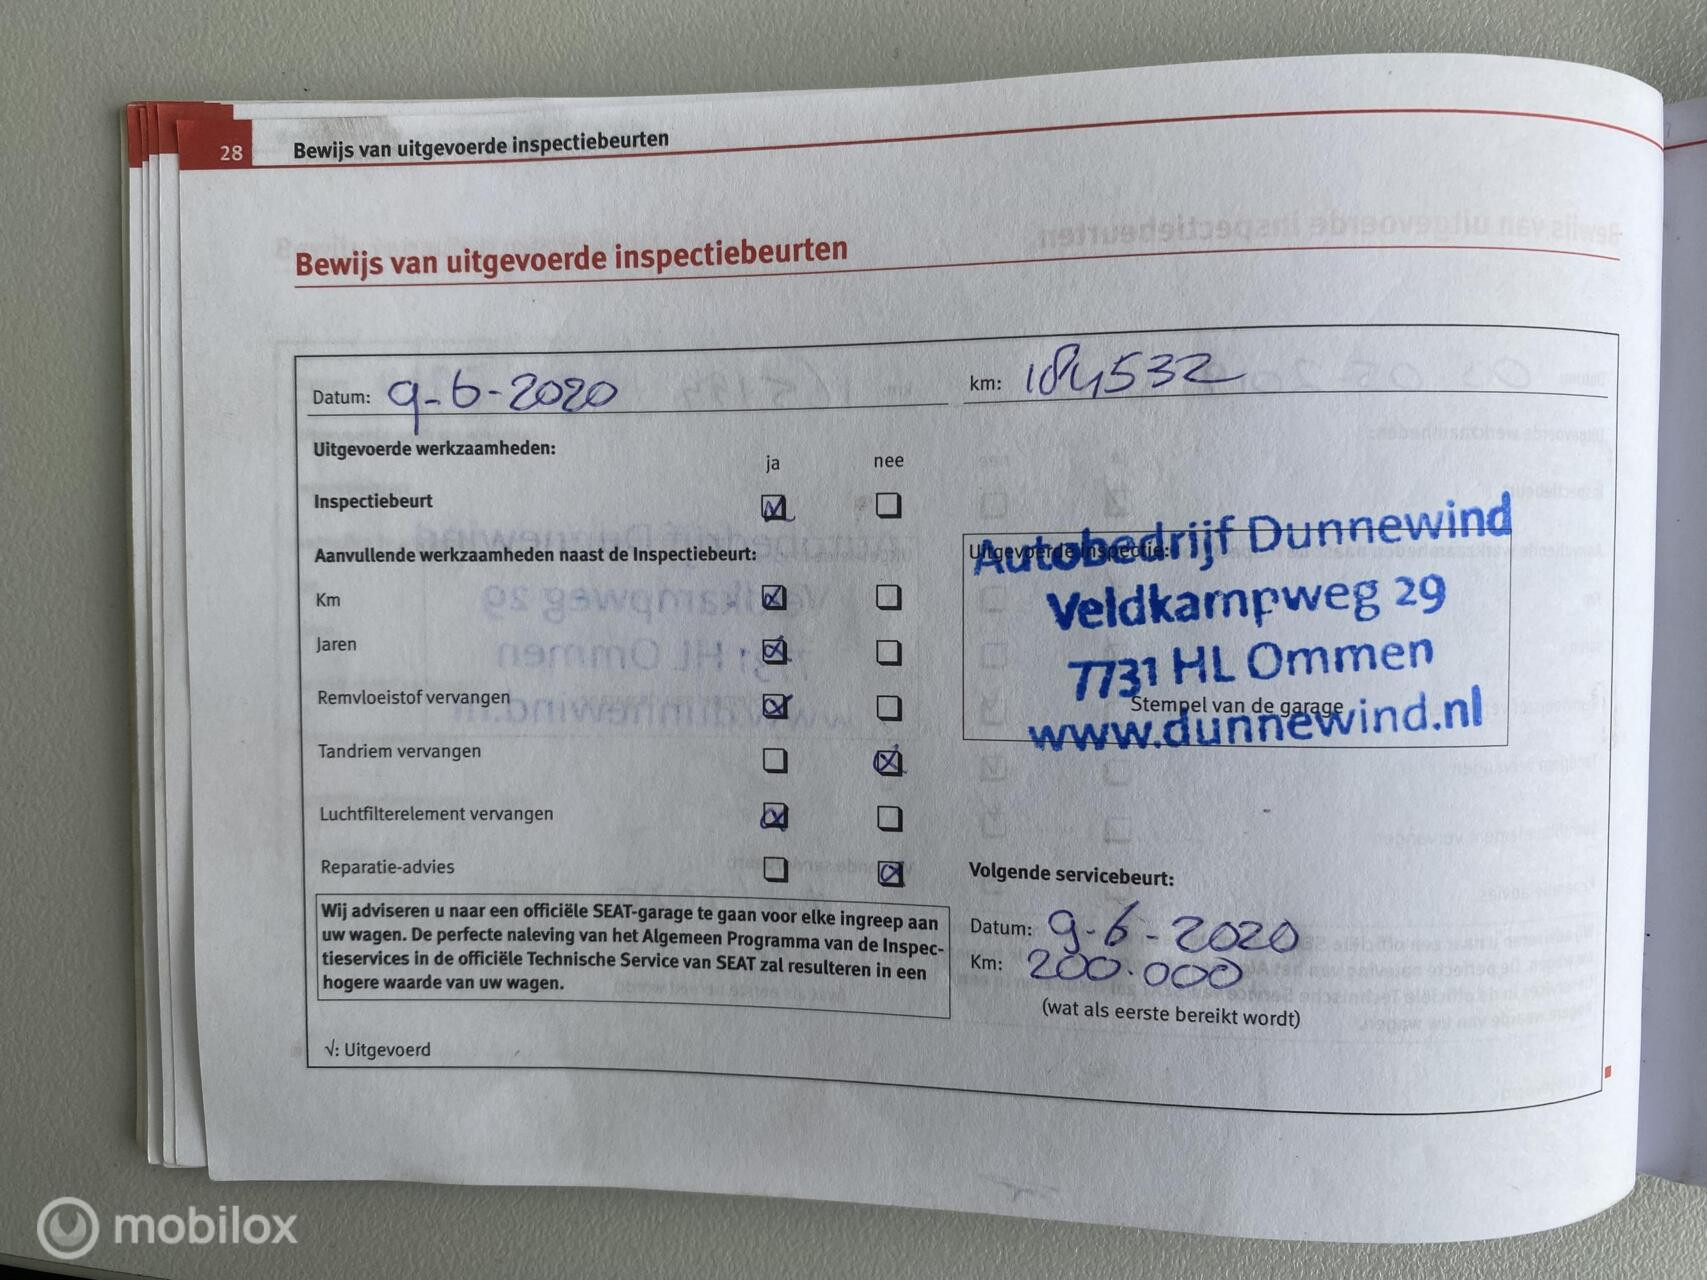 28
Bewijs van uitgevoerde inspectiebeurten
Bewijs van uitgevoerde inspectiebeurten
Datum: 9-6-2020
km: 184532
Uitgevoerde werkzaamheden:
ja nee
Inspectiebeurt
Aanvullende werkzaamheden naast de Inspectiebeurt:
Km
Jaren
Remvloeistof vervangen
Tandriem vervangen
Luchtfilterelement vervangen
Reparatie-advies
Wij adviseren u naar een officiële SEAT-garage te gaan voor elke ingreep aan
uw wagen. De perfecte naleving van het Algemeen Programma van de Inspec-
tieservices in de officiële Technische Service van SEAT zal resulteren in een
hogere waarde van uw wagen.
√: Uitgevoerd
Uitgevoerde inspectie:
Autobedrijf Dunnewind
Veldkampweg 29
7731 HL Ommen
Stempel van de garage
www.dunnewind.nl
Volgende servicebeurt:
Datum: 9-6-2020
Km: 200.000
(wat als eerste bereikt wordt)
mobilox